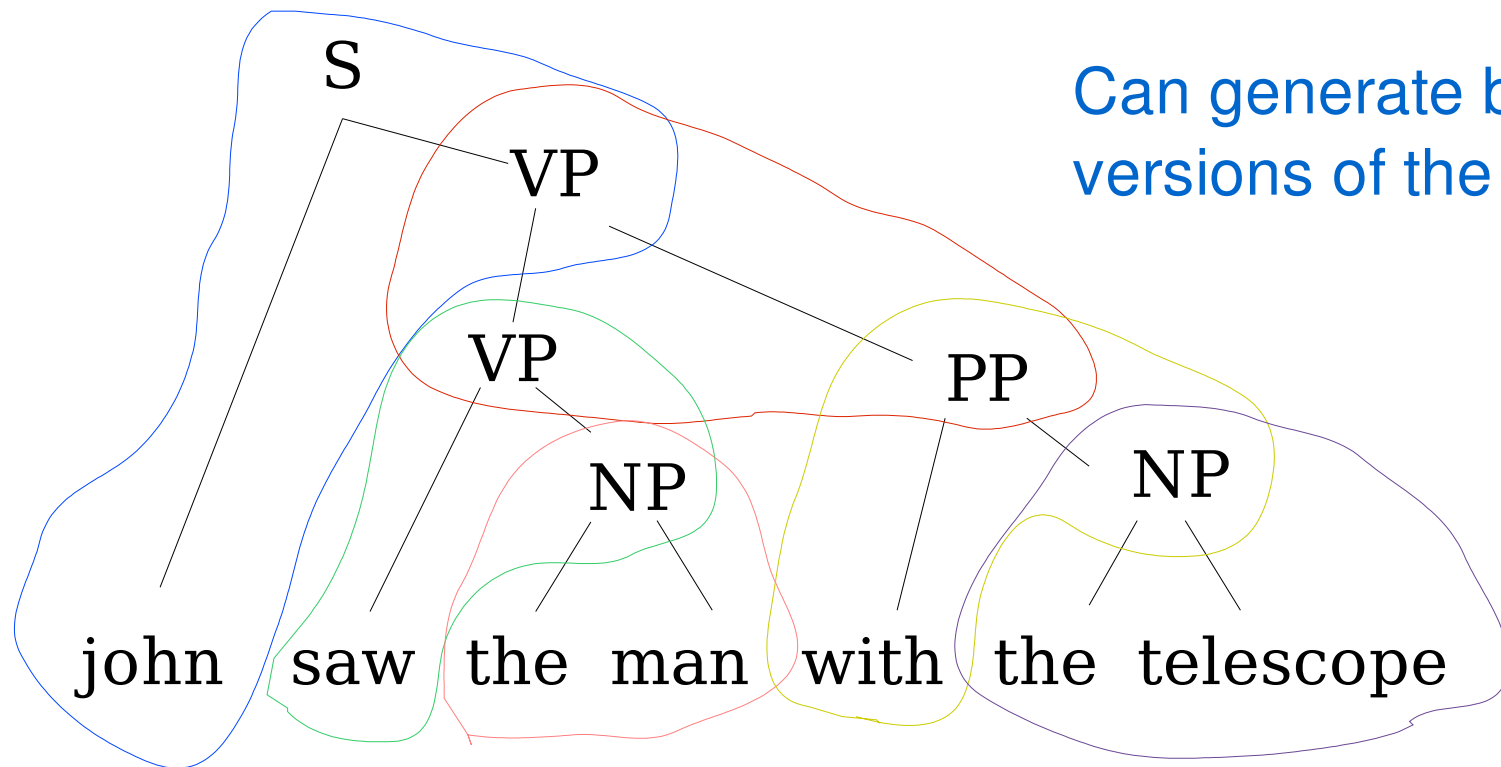 S
Can generate b
versions of the
VP
VP
PP
NP
NP
john saw the man with the telescope